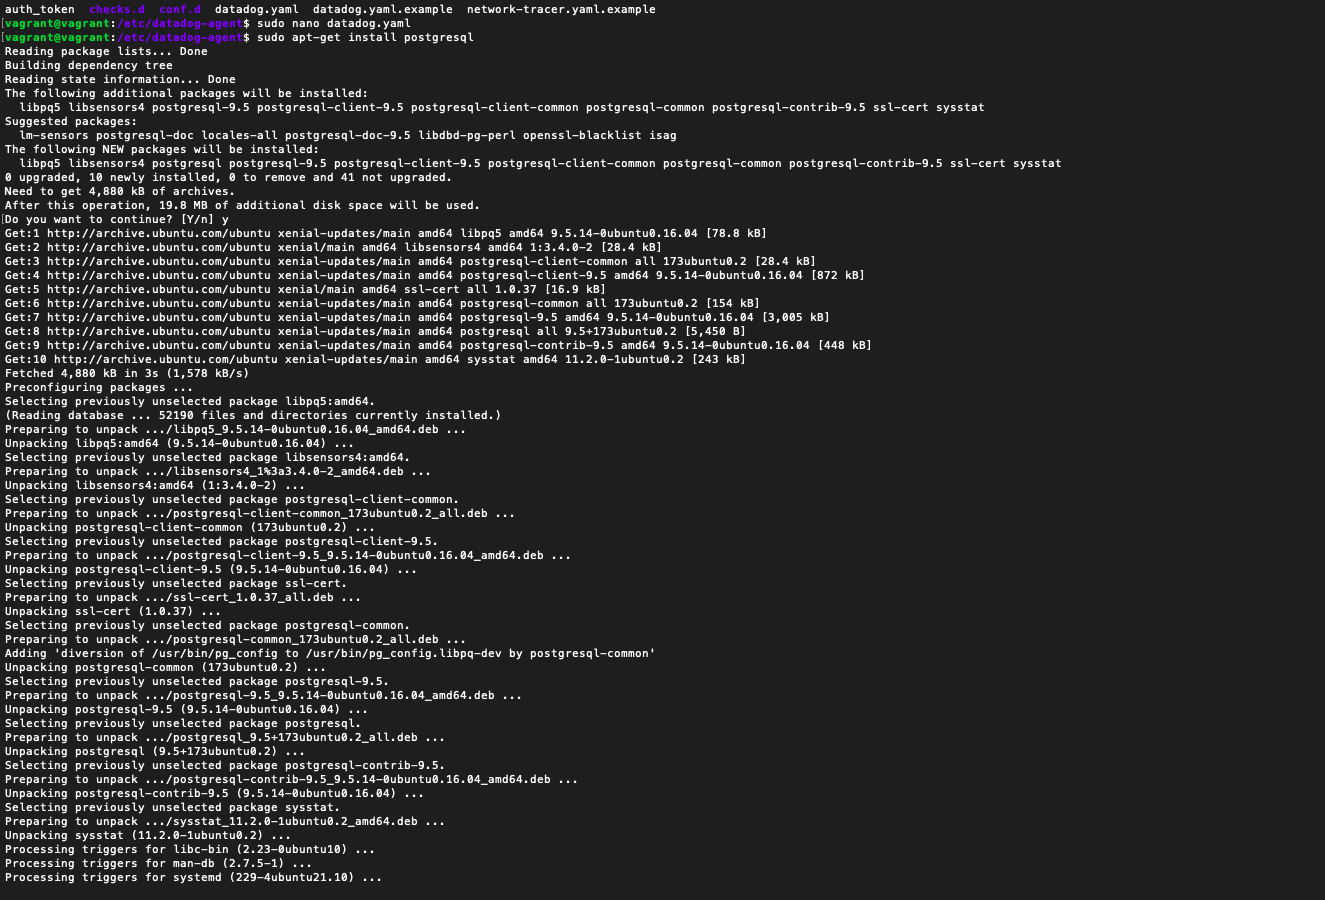 auth_token  checks.d  conf.d  datadog.yaml  datadog.yaml.example  network-tracer.yaml.example
[vagrant@vagrant:/etc/datadog-agent$ sudo nano datadog.yaml
[vagrant@vagrant:/etc/datadog-agent$ sudo apt-get install postgresql
Reading package lists... Done
Building dependency tree
Reading state information... Done
The following additional packages will be installed:
  libpq5 libsensors4 postgresql-9.5 postgresql-client-9.5 postgresql-client-common postgresql-common postgresql-contrib-9.5 ssl-cert sysstat
Suggested packages:
  lm-sensors postgresql-doc locales-all postgresql-doc-9.5 libdbd-pg-perl openssl-blacklist isag
The following NEW packages will be installed:
  libpq5 libsensors4 postgresql postgresql-9.5 postgresql-client-9.5 postgresql-client-common postgresql-common postgresql-contrib-9.5 ssl-cert sysstat
0 upgraded, 10 newly installed, 0 to remove and 41 not upgraded.
Need to get 4,880 kB of archives.
After this operation, 19.8 MB of additional disk space will be used.
[Do you want to continue? [Y/n] y
Get:1 http://archive.ubuntu.com/ubuntu xenial-updates/main amd64 libpq5 amd64 9.5.14-0ubuntu0.16.04 [78.8 kB]
Get:2 http://archive.ubuntu.com/ubuntu xenial/main amd64 libsensors4 amd64 1:3.4.0-2 [28.4 kB]
Get:3 http://archive.ubuntu.com/ubuntu xenial-updates/main amd64 postgresql-client-common all 173ubuntu0.2 [28.4 kB]
Get:4 http://archive.ubuntu.com/ubuntu xenial-updates/main amd64 postgresql-client-9.5 amd64 9.5.14-0ubuntu0.16.04 [872 kB]
Get:5 http://archive.ubuntu.com/ubuntu xenial/main amd64 ssl-cert all 1.0.37 [16.9 kB]
Get:6 http://archive.ubuntu.com/ubuntu xenial-updates/main amd64 postgresql-common all 173ubuntu0.2 [154 kB]
Get:7 http://archive.ubuntu.com/ubuntu xenial-updates/main amd64 postgresql-9.5 amd64 9.5.14-0ubuntu0.16.04 [3,005 kB]
Get:8 http://archive.ubuntu.com/ubuntu xenial-updates/main amd64 postgresql all 9.5+173ubuntu0.2 [5,450 B]
Get:9 http://archive.ubuntu.com/ubuntu xenial-updates/main amd64 postgresql-contrib-9.5 amd64 9.5.14-0ubuntu0.16.04 [448 kB]
Get:10 http://archive.ubuntu.com/ubuntu xenial-updates/main amd64 sysstat amd64 11.2.0-1ubuntu0.2 [243 kB]
Fetched 4,880 kB in 3s (1,578 kB/s)
Preconfiguring packages ...
Selecting previously unselected package libpq5:amd64.
(Reading database ... 52190 files and directories currently installed.)
Preparing to unpack .../libpq5_9.5.14-0ubuntu0.16.04_amd64.deb ...
Unpacking libpq5:amd64 (9.5.14-0ubuntu0.16.04) ...
Selecting previously unselected package libsensors4:amd64.
Preparing to unpack .../libsensors4_1%3a3.4.0-2_amd64.deb ...
Unpacking libsensors4:amd64 (1:3.4.0-2) ...
Selecting previously unselected package postgresql-client-common.
Preparing to unpack .../postgresql-client-common_173ubuntu0.2_all.deb ...
Unpacking postgresql-client-common (173ubuntu0.2) ...
Selecting previously unselected package postgresql-client-9.5.
Preparing to unpack .../postgresql-client-9.5_9.5.14-0ubuntu0.16.04_amd64.deb ...
Unpacking postgresql-client-9.5 (9.5.14-0ubuntu0.16.04) ...
Selecting previously unselected package ssl-cert.
Preparing to unpack .../ssl-cert_1.0.37_all.deb ...
Unpacking ssl-cert (1.0.37) ...
Selecting previously unselected package postgresql-common.
Preparing to unpack .../postgresql-common_173ubuntu0.2_all.deb ...
Adding 'diversion of /usr/bin/pg_config to /usr/bin/pg_config.libpq-dev by postgresql-common'
Unpacking postgresql-common (173ubuntu0.2) ...
Selecting previously unselected package postgresql-9.5.
Preparing to unpack .../postgresql-9.5_9.5.14-0ubuntu0.16.04_amd64.deb ...
Unpacking postgresql-9.5 (9.5.14-0ubuntu0.16.04) ...
Selecting previously unselected package postgresql.
Preparing to unpack .../postgresql_9.5+173ubuntu0.2_all.deb ...
Unpacking postgresql (9.5+173ubuntu0.2) ...
Selecting previously unselected package postgresql-contrib-9.5.
Preparing to unpack .../postgresql-contrib-9.5_9.5.14-0ubuntu0.16.04_amd64.deb ...
Unpacking postgresql-contrib-9.5 (9.5.14-0ubuntu0.16.04) ...
Selecting previously unselected package sysstat.
Preparing to unpack .../sysstat_11.2.0-1ubuntu0.2_amd64.deb ...
Unpacking sysstat (11.2.0-1ubuntu0.2) ...
Processing triggers for libc-bin (2.23-0ubuntu10) ...
Processing triggers for man-db (2.7.5-1) ...
Processing triggers for systemd (229-4ubuntu21.10) ...